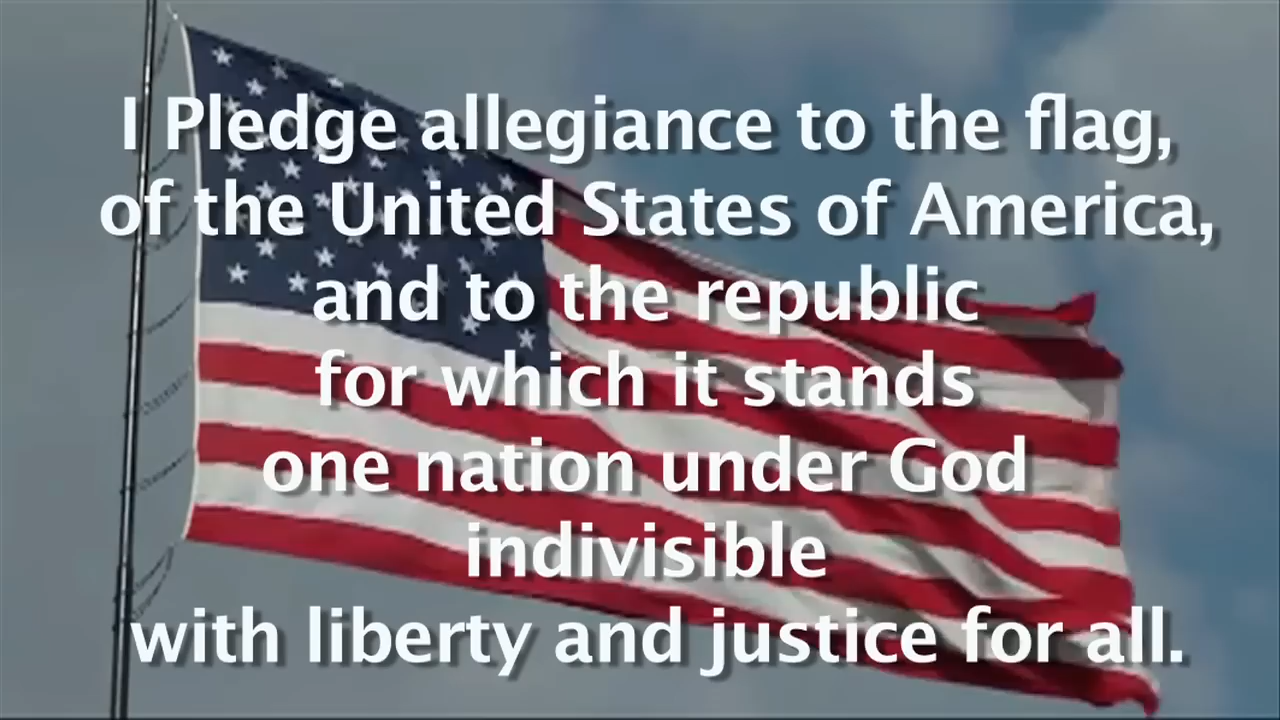 I Pledge allegiance to the flag,
of the United States of America,
and to the republic
for which it stands
one nation under God
indivisible
with liberty and justice for all.